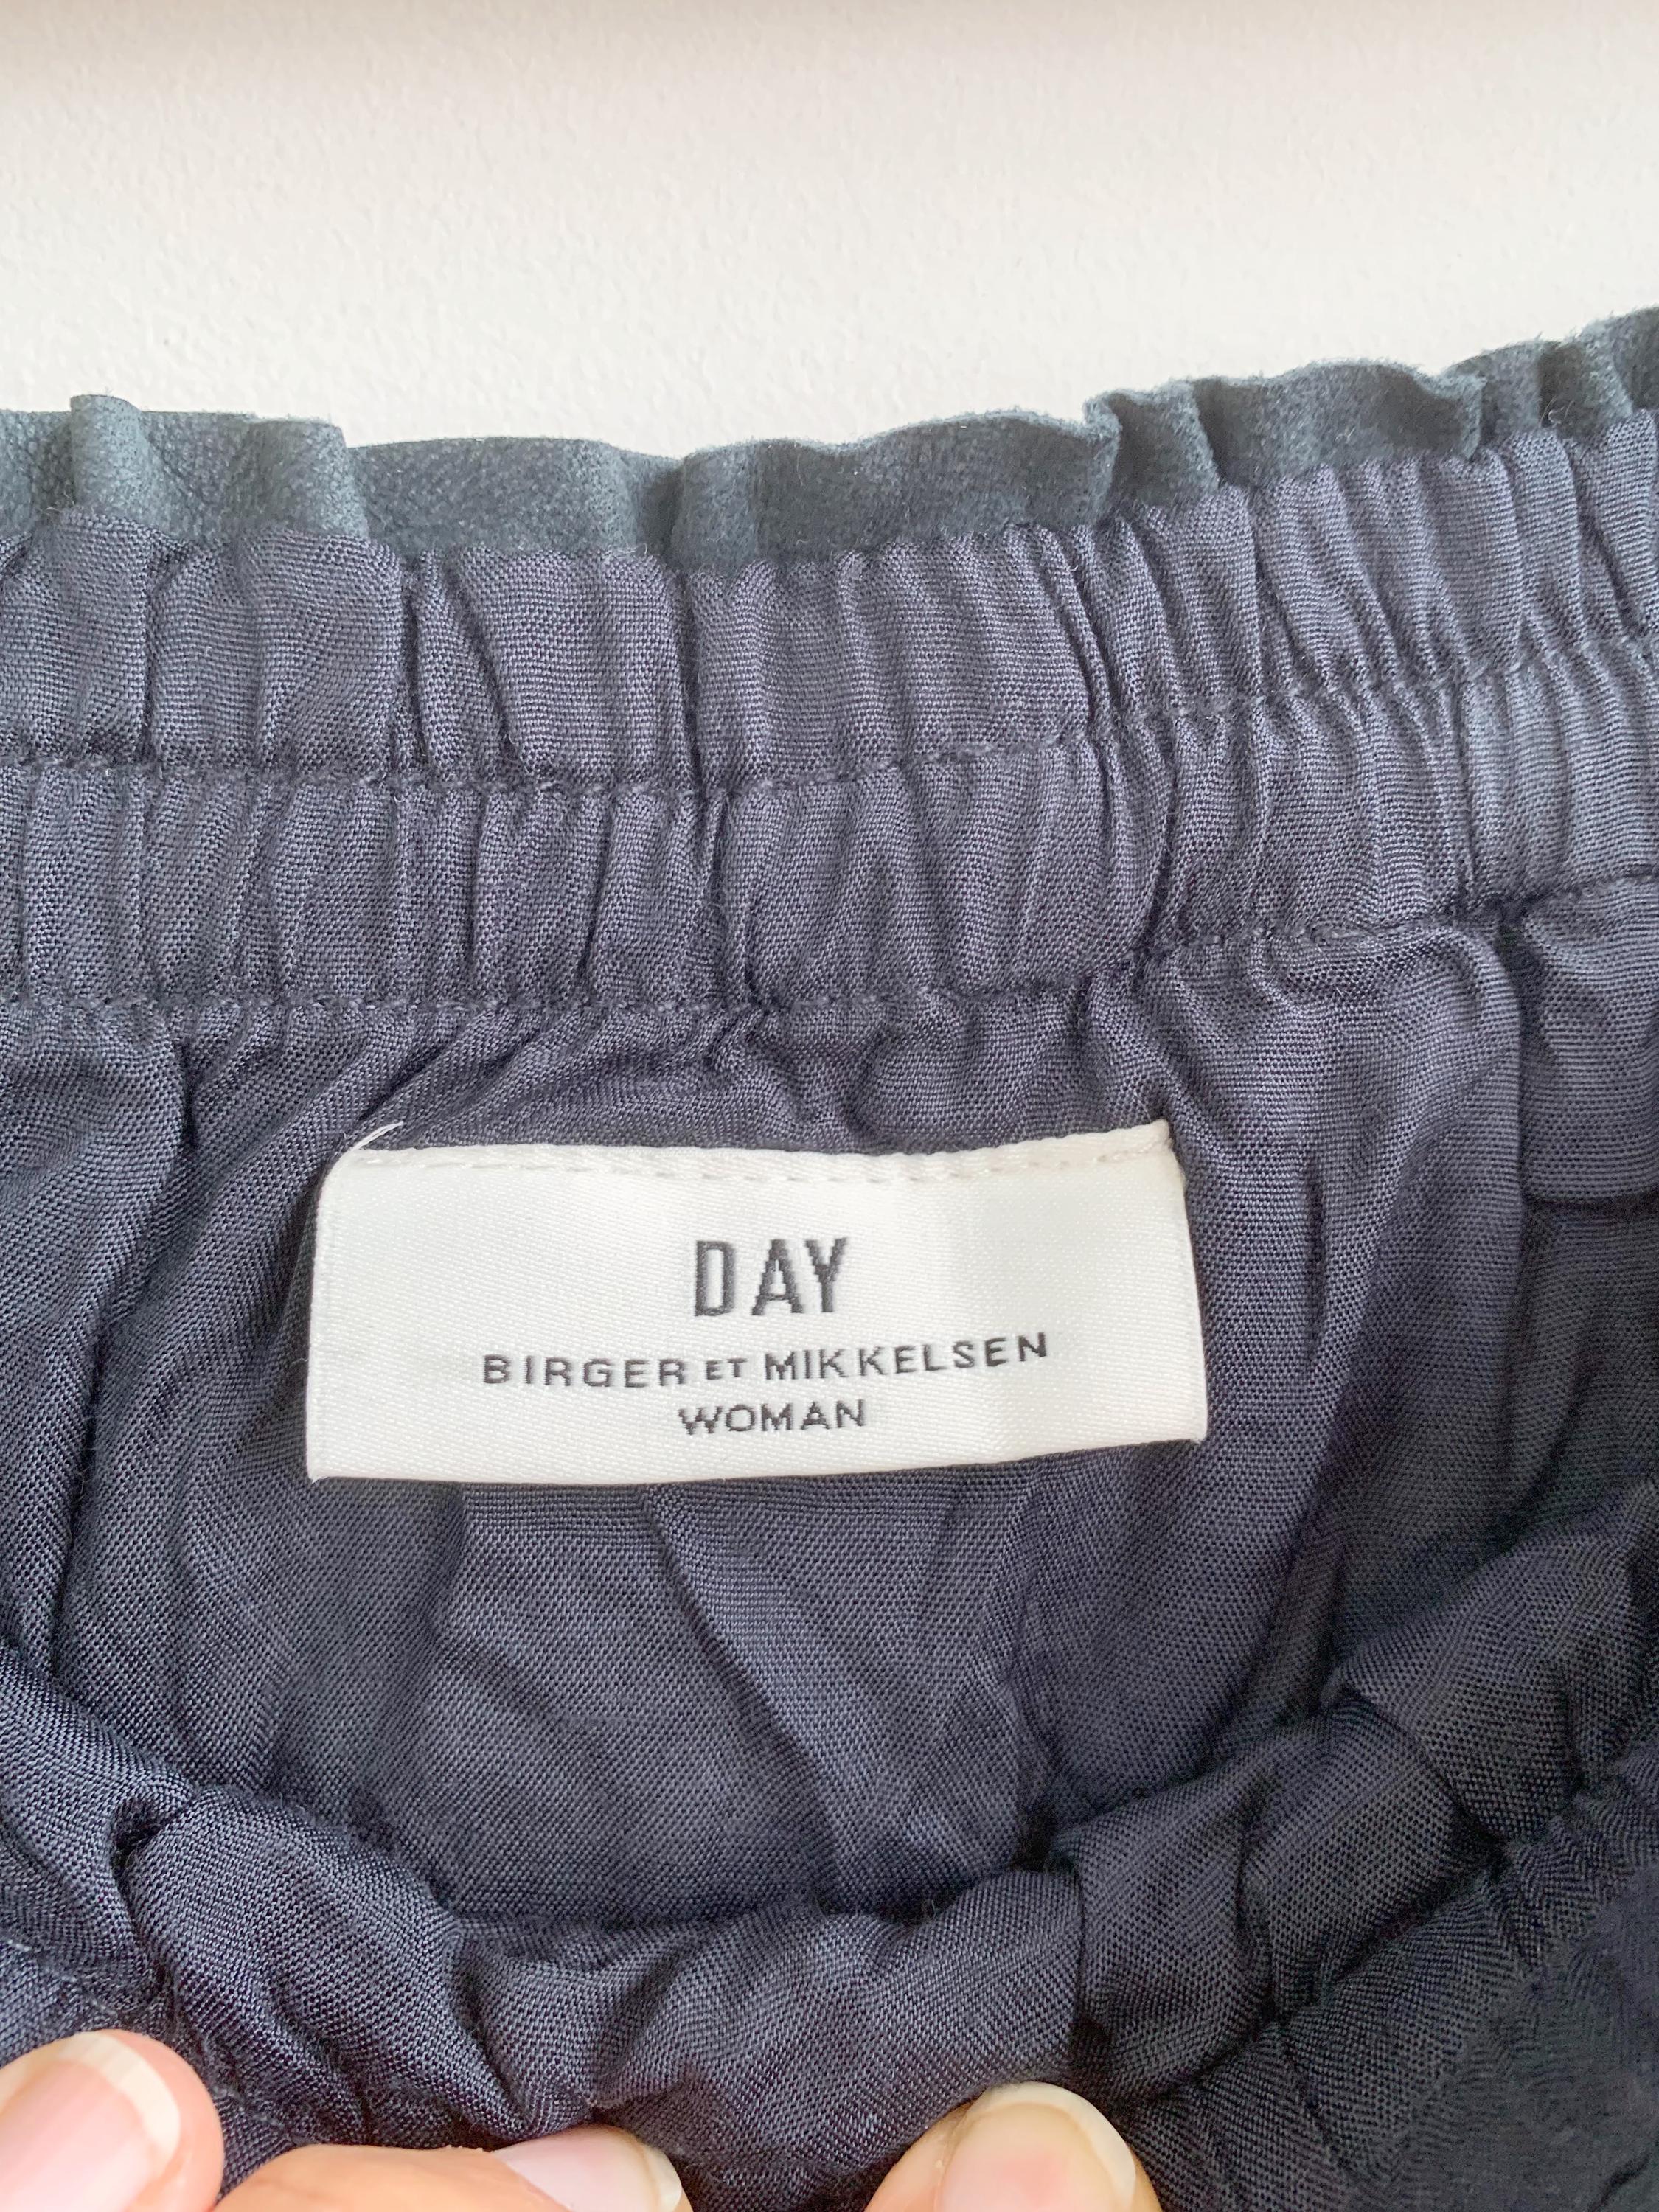 DAY
BIRGER ET MIKKELSEN
WOMAN